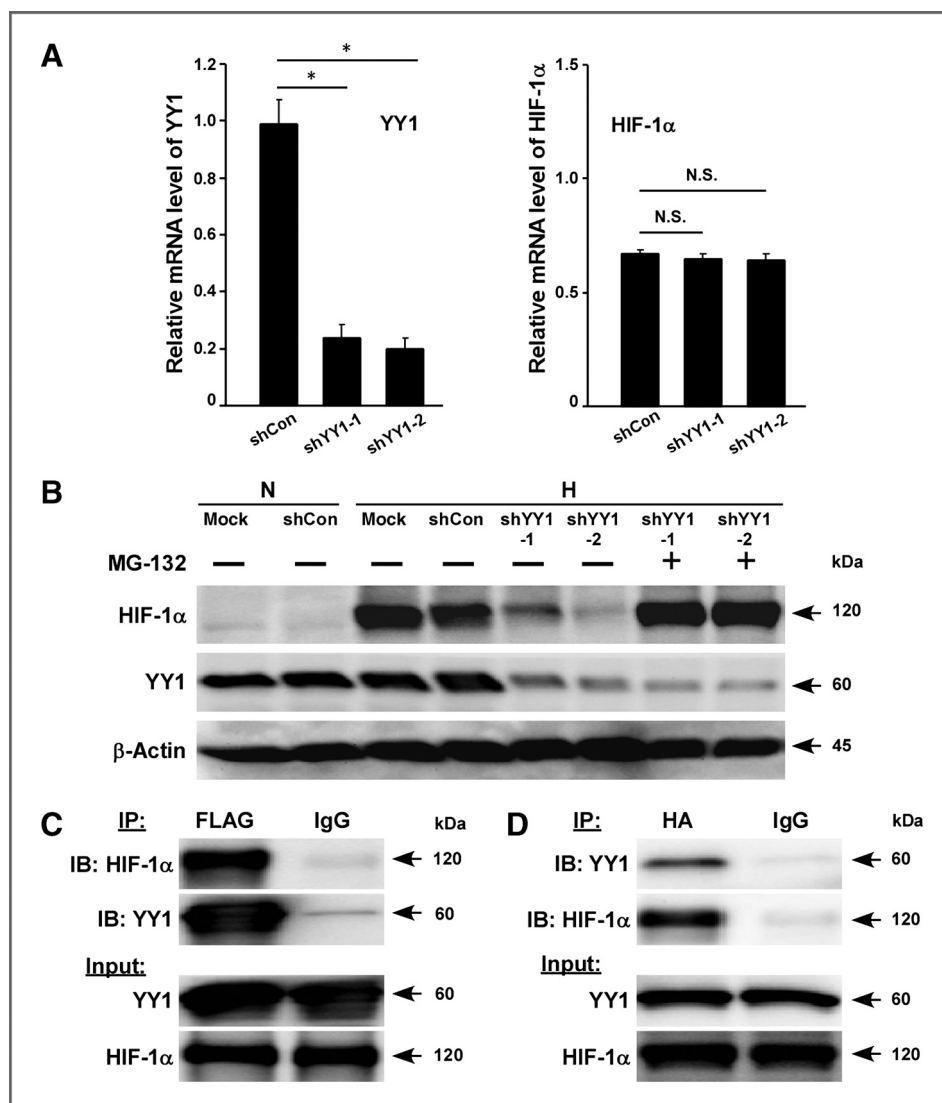 A
Relative mRNA level of YY1
1.2
1.0
0.8
0.6
0.4
0.2
0
*
*
YY1
shCon
shYY1-1
shYY1-2
Relative mRNA level of HIF-1α
1.5
1.0
0.5
0
HIF-1α
N.S.
N.S.
shCon
shYY1-1
shYY1-2
B
N H
Mock shCon Mock shCon shYY1 -1 shYY1 -2 shYY1 -1 shYY1 -2
MG-132 — — — — — — + + kDa
HIF-1α 120
YY1 60
β-Actin 45
C
IP: FLAG IgG kDa
IB: HIF-1α 120
IB: YY1 60
Input:
YY1 60
HIF-1α 120
D
IP: HA IgG kDa
IB: YY1 60
IB: HIF-1α 120
Input:
YY1 60
HIF-1α 120